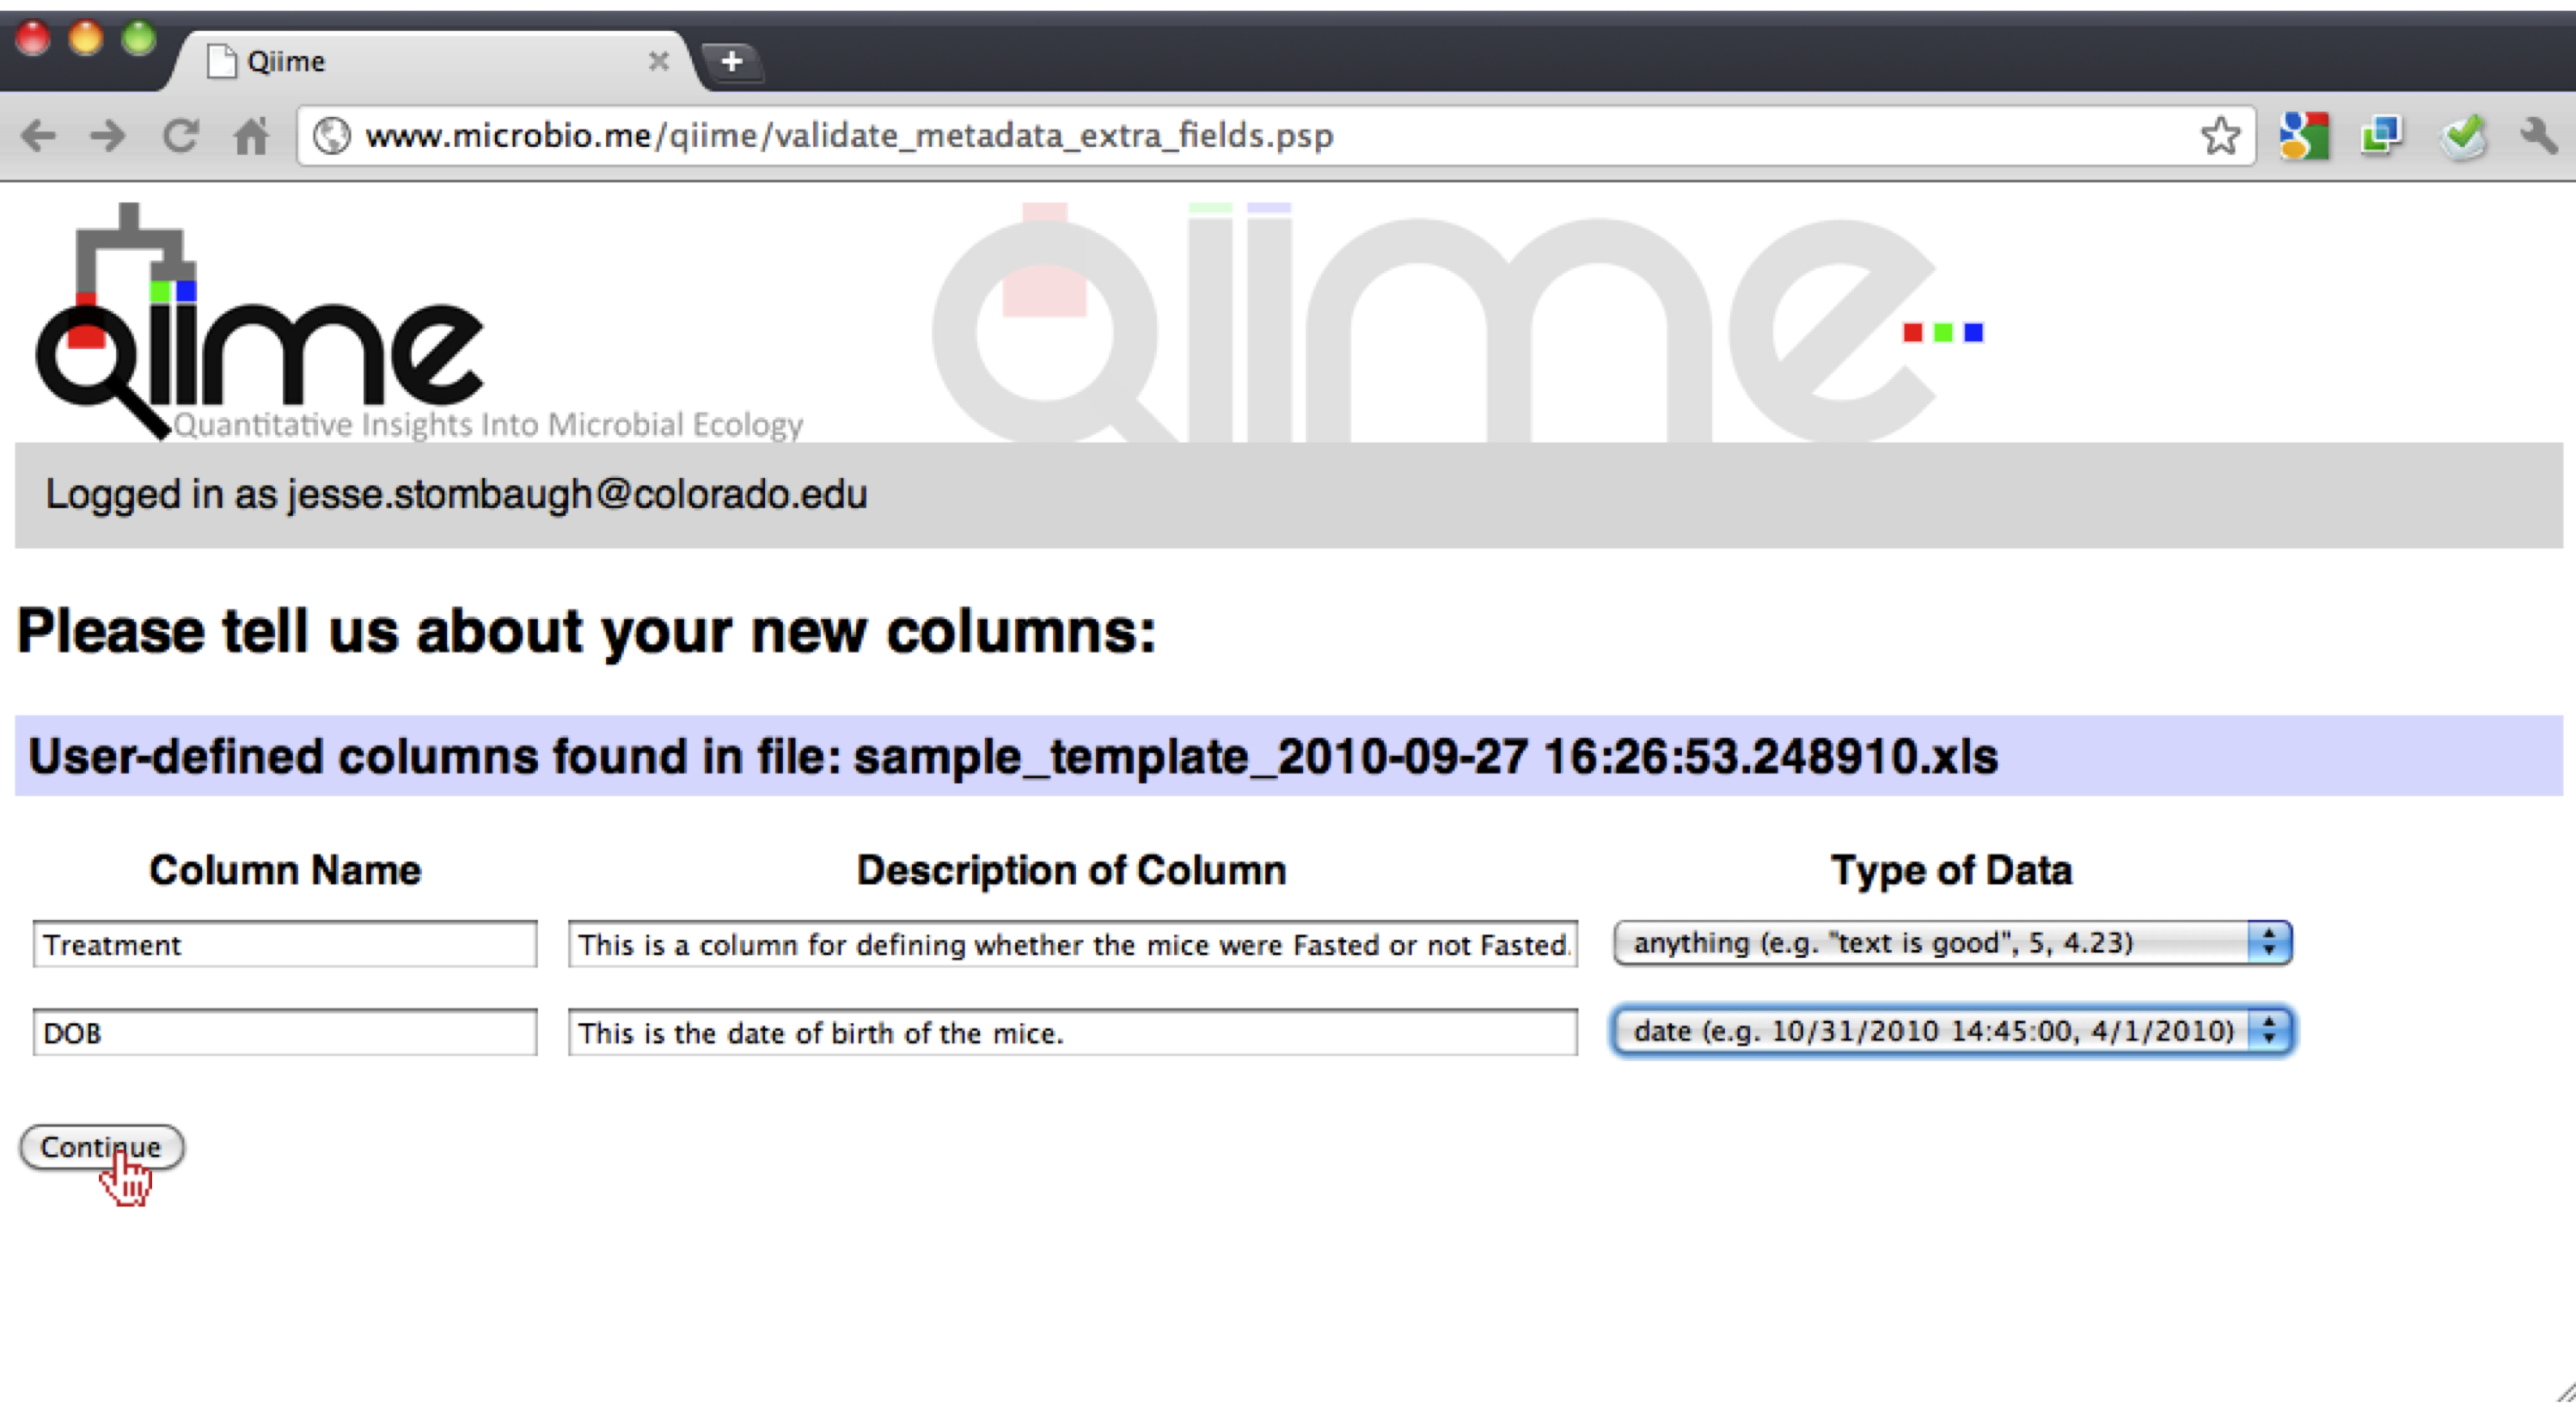 Qiime
www.microbio.me/qiime/validate_metadata_extra_fields.psp
Qiime Qiime
Quantitative Insights Into Microbial Ecology
Logged in as jesse.stombaugh@colorado.edu
Please tell us about your new columns:
User-defined columns found in file: sample_template_2010-09-27 16:26:53.248910.xls
Column Name Description of Column Type of Data
Treatment This is a column for defining whether the mice were Fasted or not Fasted. anything (e.g. "text is good", 5, 4.23)
DOB This is the date of birth of the mice. date (e.g. 10/31/2010 14:45:00, 4/1/2010)
Continue